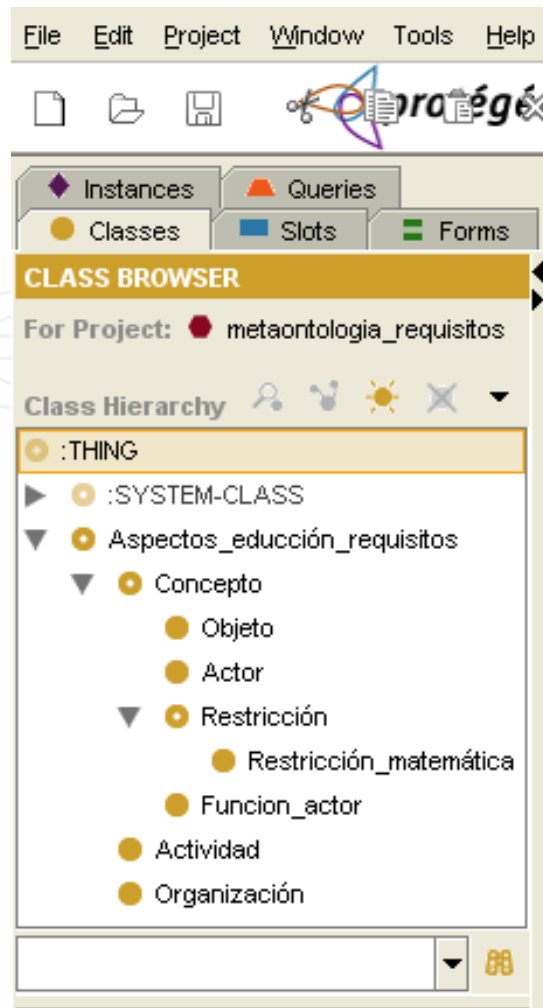 File Edit Project Window Tools Help
protégé
Instances Queries
Classes Slots Forms
CLASS BROWSER
For Project: metaontologia_requisitos
Class Hierarchy
:THING
:SYSTEM-CLASS
Aspectos_educción_requisitos
Concepto
Objeto
Actor
Restricción
Restricción_matemática
Funcion_actor
Actividad
Organización